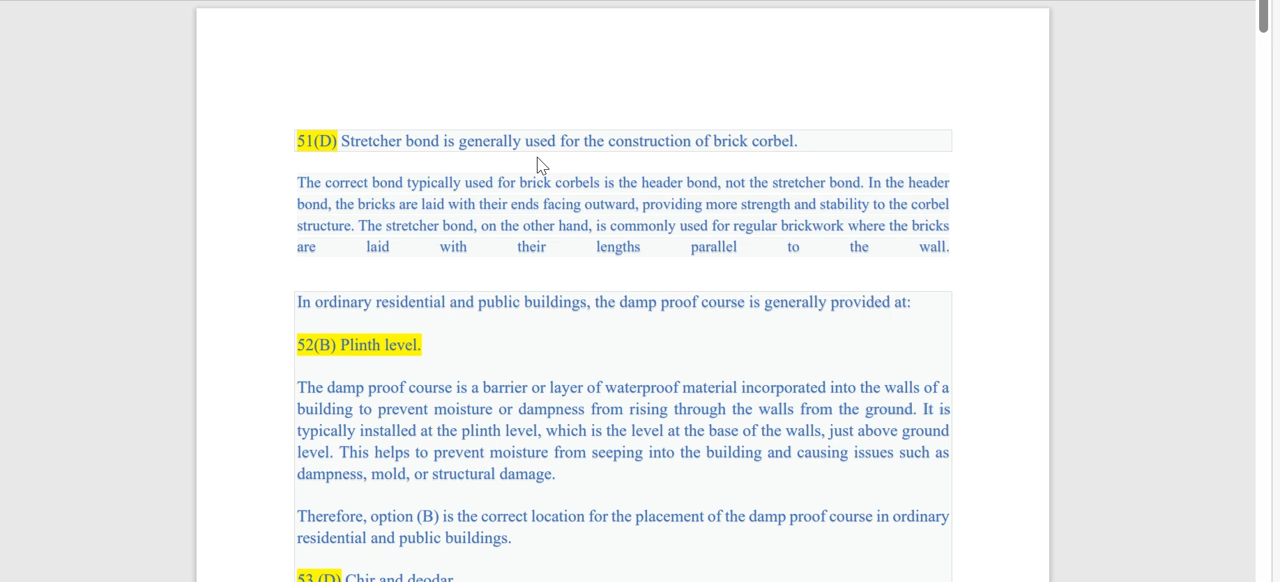 51(D) Stretcher bond is generally used for the construction of brick corbel.
The correct bond typically used for brick corbels is the header bond, not the stretcher bond. In the header
bond, the bricks are laid with their ends facing outward, providing more strength and stability to the corbel
structure. The stretcher bond, on the other hand, is commonly used for regular brickwork where the bricks
are laid with their lengths parallel to the wall.
In ordinary residential and public buildings, the damp proof course is generally provided at:
52(B) Plinth level.
The damp proof course is a barrier or layer of waterproof material incorporated into the walls of a
building to prevent moisture or dampness from rising through the walls from the ground. It is
typically installed at the plinth level, which is the level at the base of the walls, just above ground
level. This helps to prevent moisture from seeping into the building and causing issues such as
dampness, mold, or structural damage.
Therefore, option (B) is the correct location for the placement of the damp proof course in ordinary
residential and public buildings.
53 (D) Chir and deodar